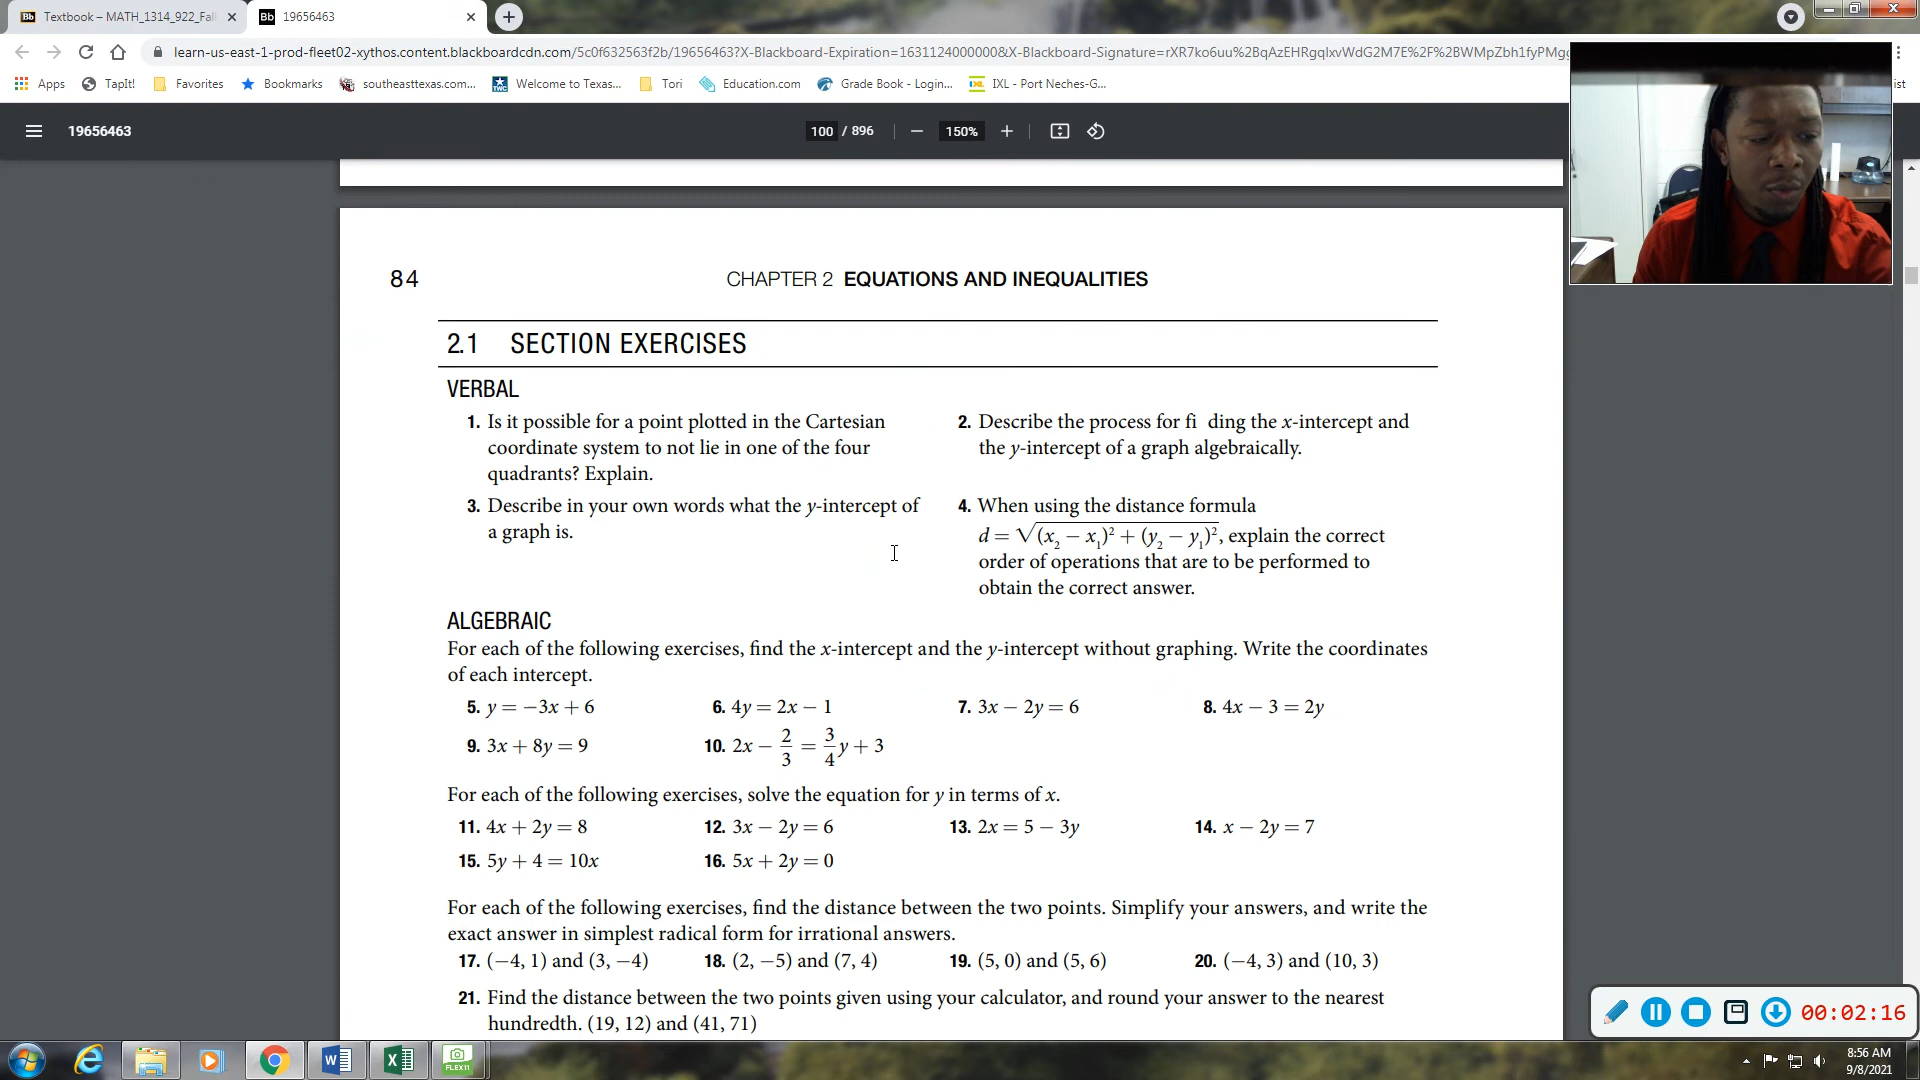 Textbook – MATH_1314_922_Fal
19656463
learn-us-east-1-prod-fleet02-xythos.content.blackboardcdn.com/5c0f632563f2b/19656463?X-Blackboard-Expiration=1631124000000&X-Blackboard-Signature=rXR7ko6uu%2BqAzEHRgqlxvWdG2M7E%2F%2BWMpZbh1fyPMg
Apps TapIt! Favorites Bookmarks southeasttexas.com... Welcome to Texas... Tori Education.com Grade Book - Login... IXL - Port Neches-G... ist
19656463 100 / 896 150%
84 CHAPTER 2 EQUATIONS AND INEQUALITIES
2.1 SECTION EXERCISES
VERBAL
1. Is it possible for a point plotted in the Cartesian
coordinate system to not lie in one of the four
quadrants? Explain.
2. Describe the process for fi ding the x-intercept and
the y-intercept of a graph algebraically.
3. Describe in your own words what the y-intercept of
a graph is.
4. When using the distance formula
d = √(x₂ − x₁)² + (y₂ − y₁)², explain the correct
order of operations that are to be performed to
obtain the correct answer.
ALGEBRAIC
For each of the following exercises, find the x-intercept and the y-intercept without graphing. Write the coordinates
of each intercept.
5. y = −3x + 6 6. 4y = 2x − 1 7. 3x − 2y = 6 8. 4x − 3 = 2y
9. 3x + 8y = 9 10. 2x − 2/3 = 3/4 y + 3
For each of the following exercises, solve the equation for y in terms of x.
11. 4x + 2y = 8 12. 3x − 2y = 6 13. 2x = 5 − 3y 14. x − 2y = 7
15. 5y + 4 = 10x 16. 5x + 2y = 0
For each of the following exercises, find the distance between the two points. Simplify your answers, and write the
exact answer in simplest radical form for irrational answers.
17. (−4, 1) and (3, −4) 18. (2, −5) and (7, 4) 19. (5, 0) and (5, 6) 20. (−4, 3) and (10, 3)
21. Find the distance between the two points given using your calculator, and round your answer to the nearest
hundredth. (19, 12) and (41, 71)
00:02:16
FLEX11
8:56 AM
9/8/2021